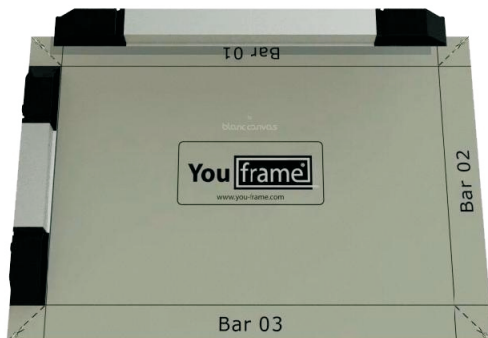 Bar 01
blank canvas
You frame®
www.you-frame.com
Bar 02
Bar 03